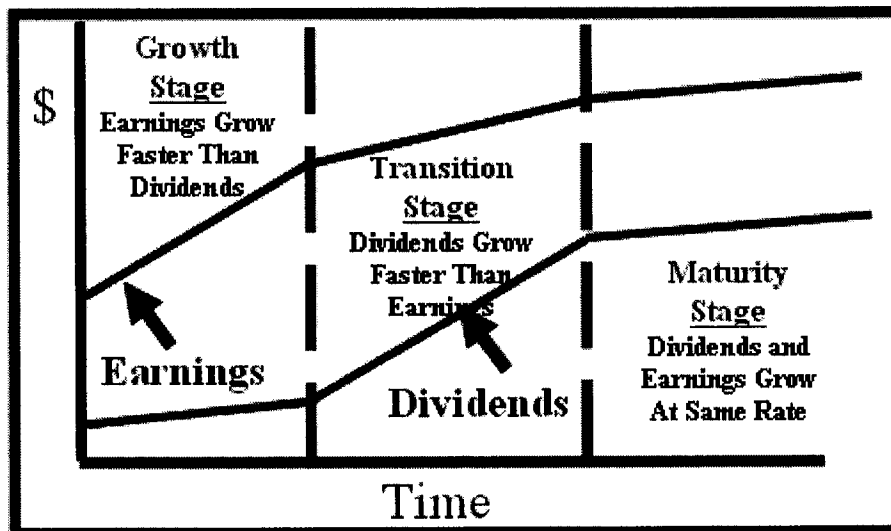 $
Growth
Stage
Earnings Grow
Faster Than
Dividends
Transition
Stage
Dividends Grow
Faster Than
Earnings
Maturity
Stage
Dividends and
Earnings Grow
At Same Rate
Earnings
Dividends
Time